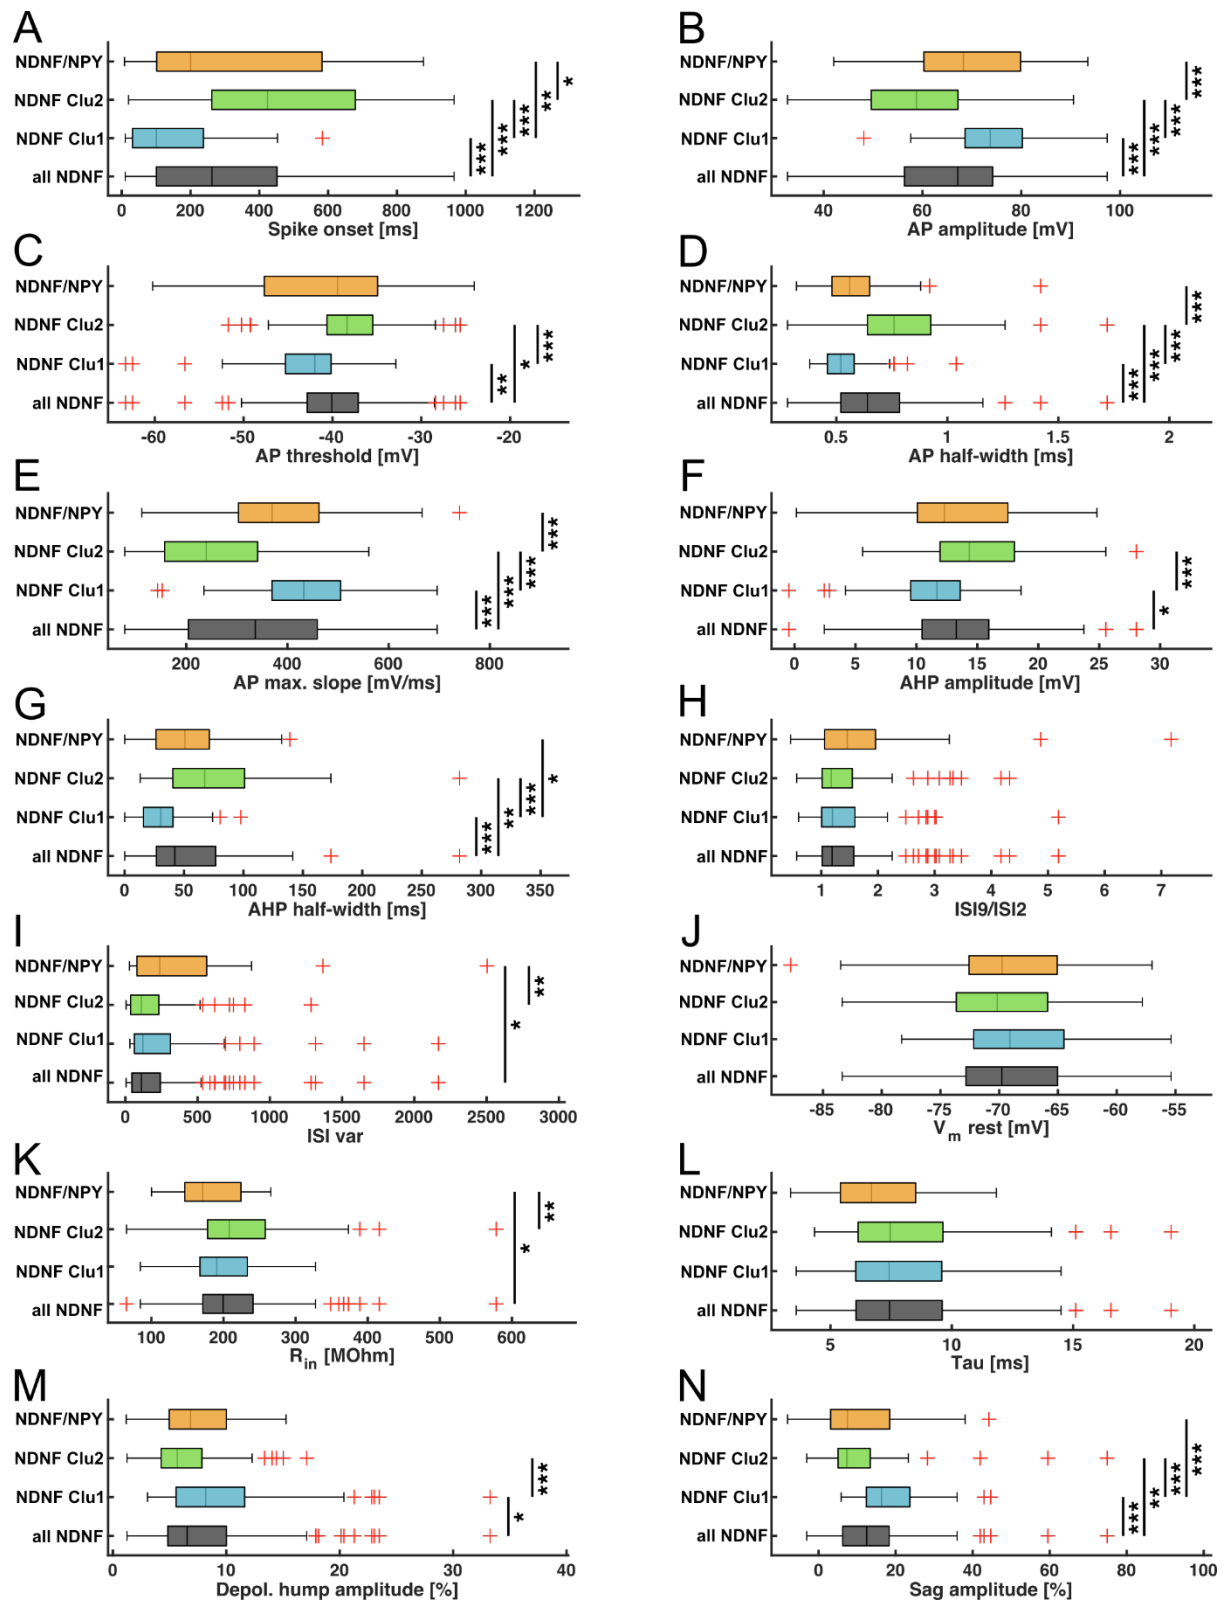 A
NDNF/NPY
NDNF Clu2
NDNF Clu1
all NDNF
* ** *** *** *** ***
0 200 400 600 800 1000 1200
Spike onset [ms]
B
NDNF/NPY
NDNF Clu2
NDNF Clu1
all NDNF
*** *** *** ***
40 60 80 100
AP amplitude [mV]
C
NDNF/NPY
NDNF Clu2
NDNF Clu1
all NDNF
*** * **
-60 -50 -40 -30 -20
AP threshold [mV]
D
NDNF/NPY
NDNF Clu2
NDNF Clu1
all NDNF
*** *** *** ***
0.5 1 1.5 2
AP half-width [ms]
E
NDNF/NPY
NDNF Clu2
NDNF Clu1
all NDNF
*** *** *** ***
200 400 600 800
AP max. slope [mV/ms]
F
NDNF/NPY
NDNF Clu2
NDNF Clu1
all NDNF
*** *
0 5 10 15 20 25 30
AHP amplitude [mV]
G
NDNF/NPY
NDNF Clu2
NDNF Clu1
all NDNF
* *** ** ***
0 50 100 150 200 250 300 350
AHP half-width [ms]
H
NDNF/NPY
NDNF Clu2
NDNF Clu1
all NDNF
1 2 3 4 5 6 7
ISI9/ISI2
I
NDNF/NPY
NDNF Clu2
NDNF Clu1
all NDNF
** *
0 500 1000 1500 2000 2500 3000
ISI var
J
NDNF/NPY
NDNF Clu2
NDNF Clu1
all NDNF
-85 -80 -75 -70 -65 -60 -55
Vm rest [mV]
K
NDNF/NPY
NDNF Clu2
NDNF Clu1
all NDNF
** *
100 200 300 400 500 600
Rin [MOhm]
L
NDNF/NPY
NDNF Clu2
NDNF Clu1
all NDNF
5 10 15 20
Tau [ms]
M
NDNF/NPY
NDNF Clu2
NDNF Clu1
all NDNF
*** *
0 10 20 30 40
Depol. hump amplitude [%]
N
NDNF/NPY
NDNF Clu2
NDNF Clu1
all NDNF
*** *** ** ***
0 20 40 60 80 100
Sag amplitude [%]